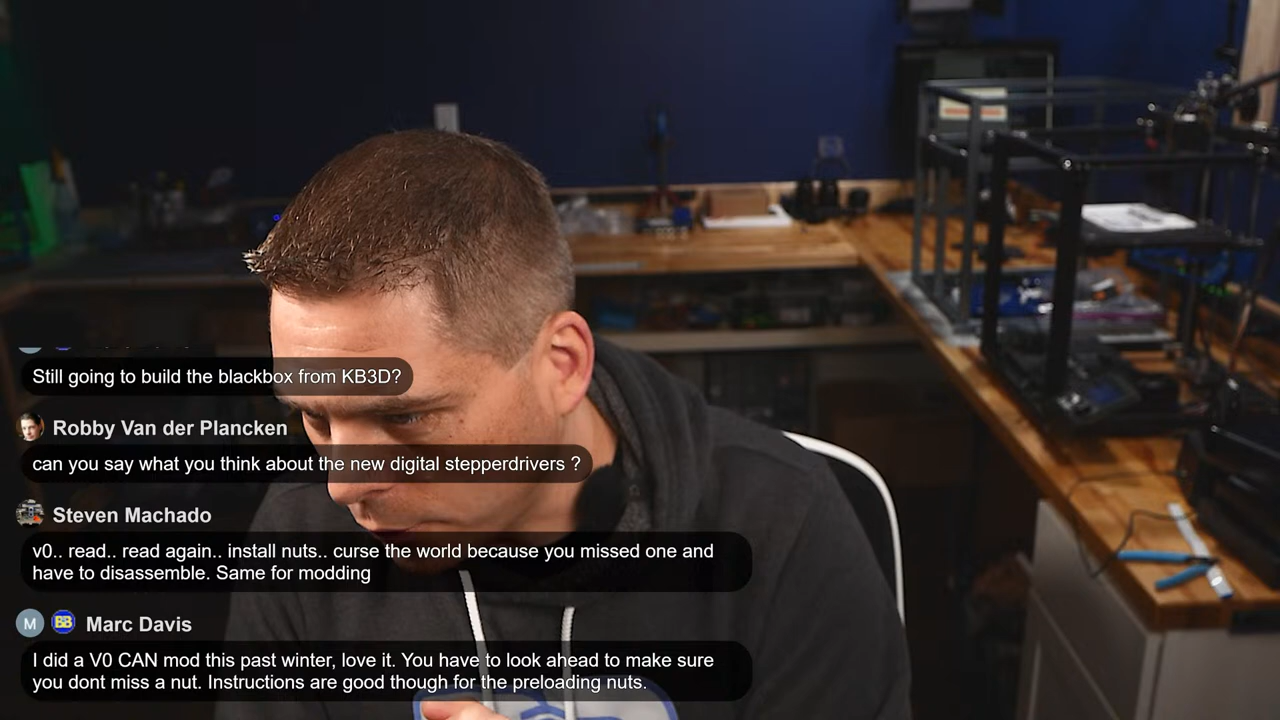 Still going to build the blackbox from KB3D?
Robby Van der Plancken
can you say what you think about the new digital stepperdrivers ?
Steven Machado
v0.. read.. read again.. install nuts.. curse the world because you missed one and
have to disassemble. Same for modding
M BB Marc Davis
I did a V0 CAN mod this past winter, love it. You have to look ahead to make sure
you dont miss a nut. Instructions are good though for the preloading nuts.